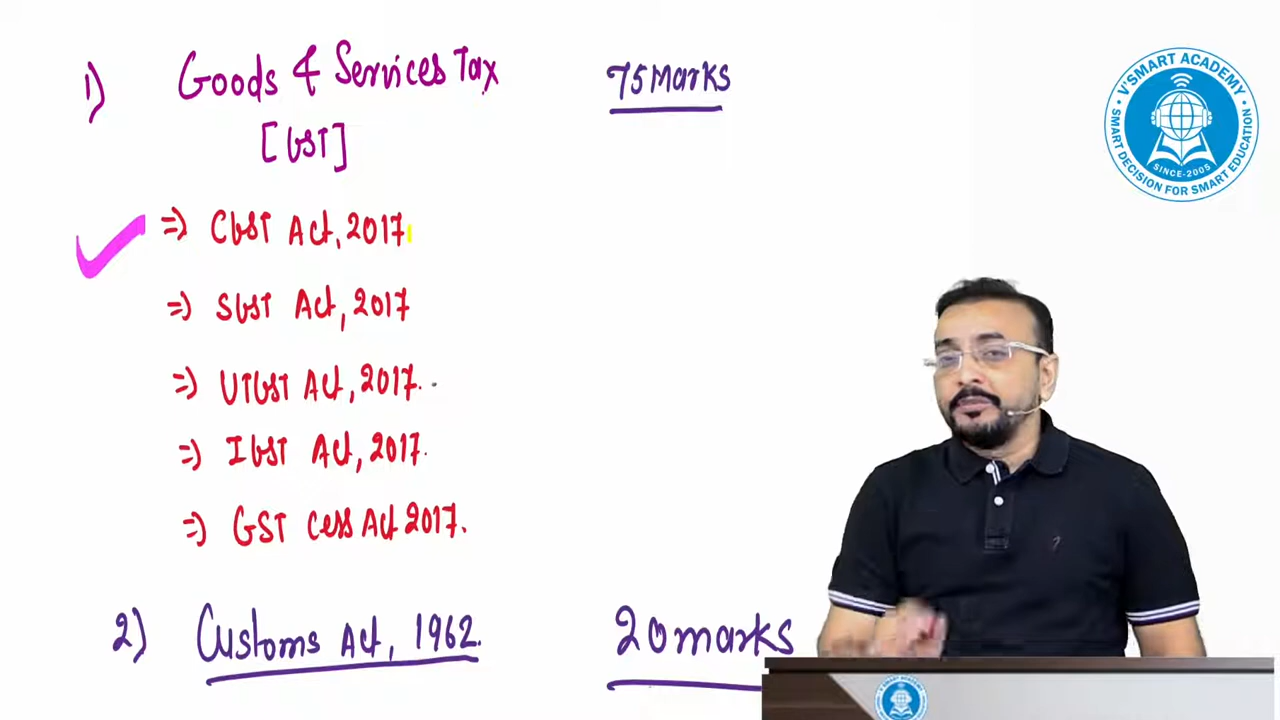 1) Goods & Services Tax 75 Marks
[GST]
⇒ CGST Act, 2017
⇒ SGST Act, 2017
⇒ UTGST Act, 2017.
⇒ IGST Act, 2017.
⇒ GST Cess Act 2017.
2) Customs Act, 1962. 20 marks
V'SMART ACADEMY
SINCE-2005
SMART DECISION FOR SMART EDUCATION